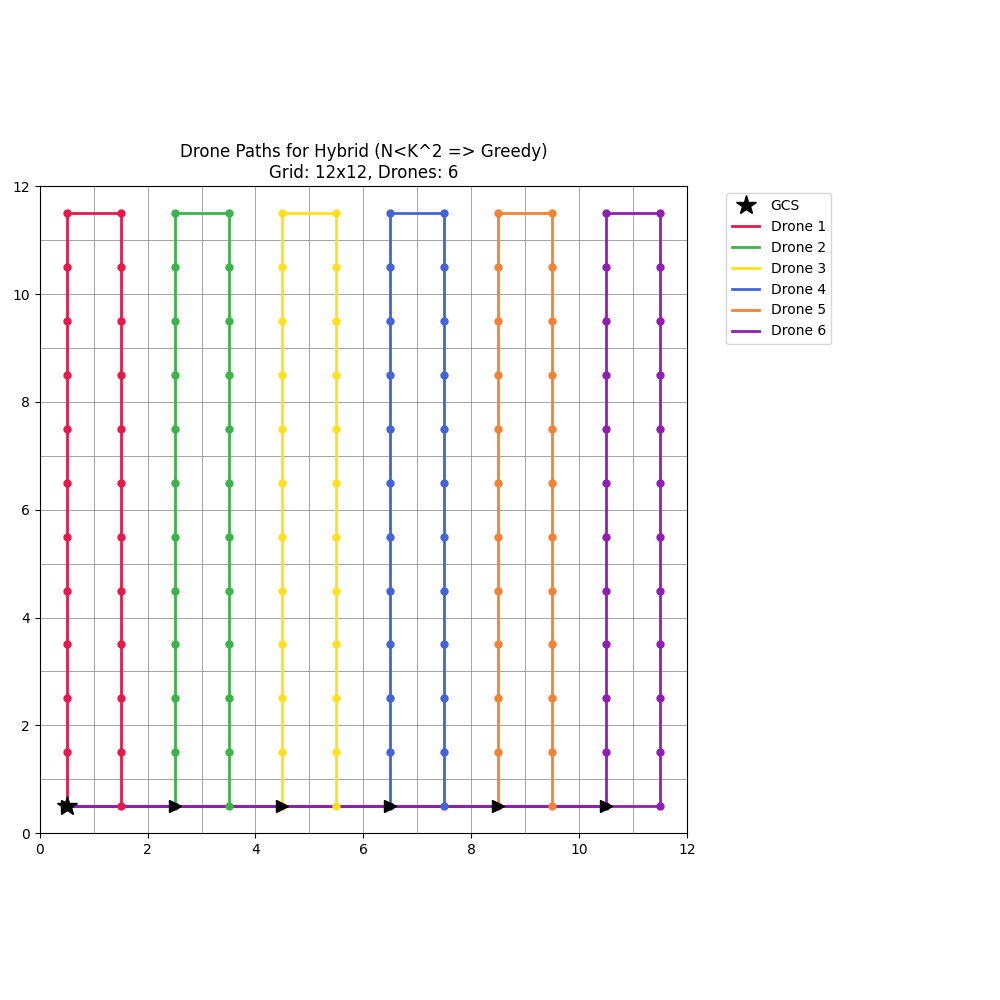 Drone Paths for Hybrid (N<K^2 => Greedy)
Grid: 12x12, Drones: 6
GCS
Drone 1
Drone 2
Drone 3
Drone 4
Drone 5
Drone 6
12
10
8
6
4
2
0
0 2 4 6 8 10 12